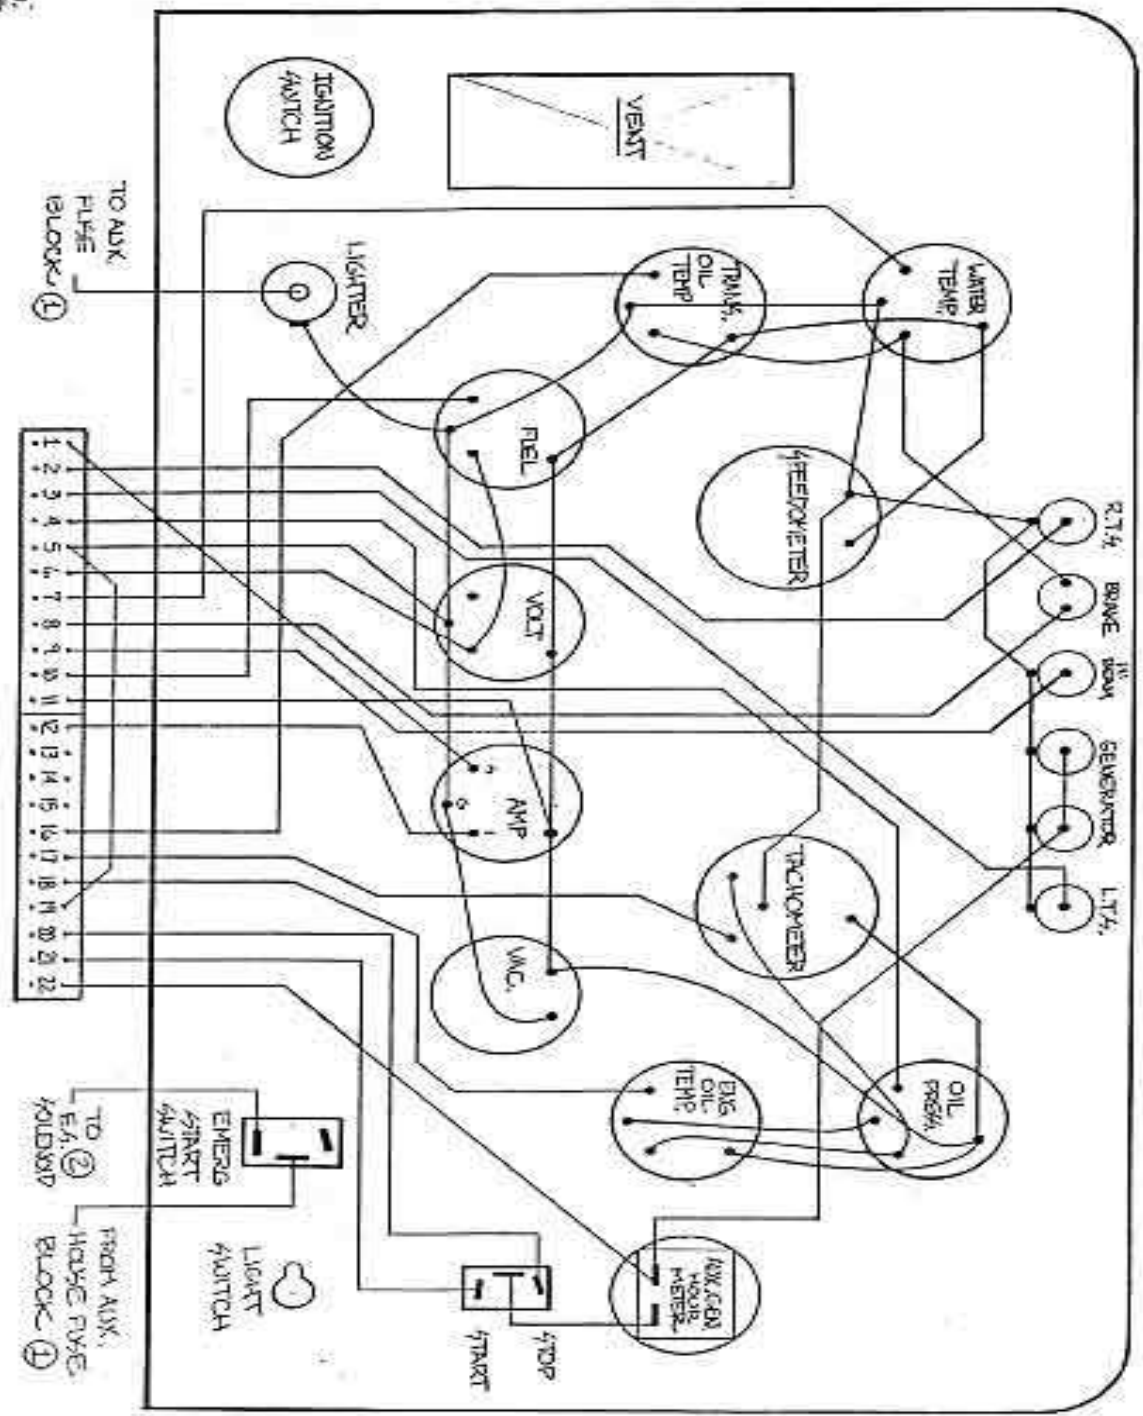 IGNITION
SWITCH
VENT
WATER
TEMP.
TRANS.
OIL
TEMP
LIGHTER
TO AUX.
FUSE
BLOCK 1
FUEL
SPEEDOMETER
R.T.S.
BRAKE
HI
BEAM
GENERATOR
L.T.S.
VOLT
AMP
+
G
-
TACHOMETER
VAC.
OIL
PRESS.
ENG
OIL
TEMP.
AUX. GEN.
HOUR
METER
1 2 3 4 5 6 7 8 9 10 11 12 13 14 15 16 17 18 19 20 21 22
EMERG
START
SWITCH
TO
E.S. 2
SOLENOID
FROM AUX.
HOUSE FUSE
BLOCK 1
LIGHT
SWITCH
STOP
START